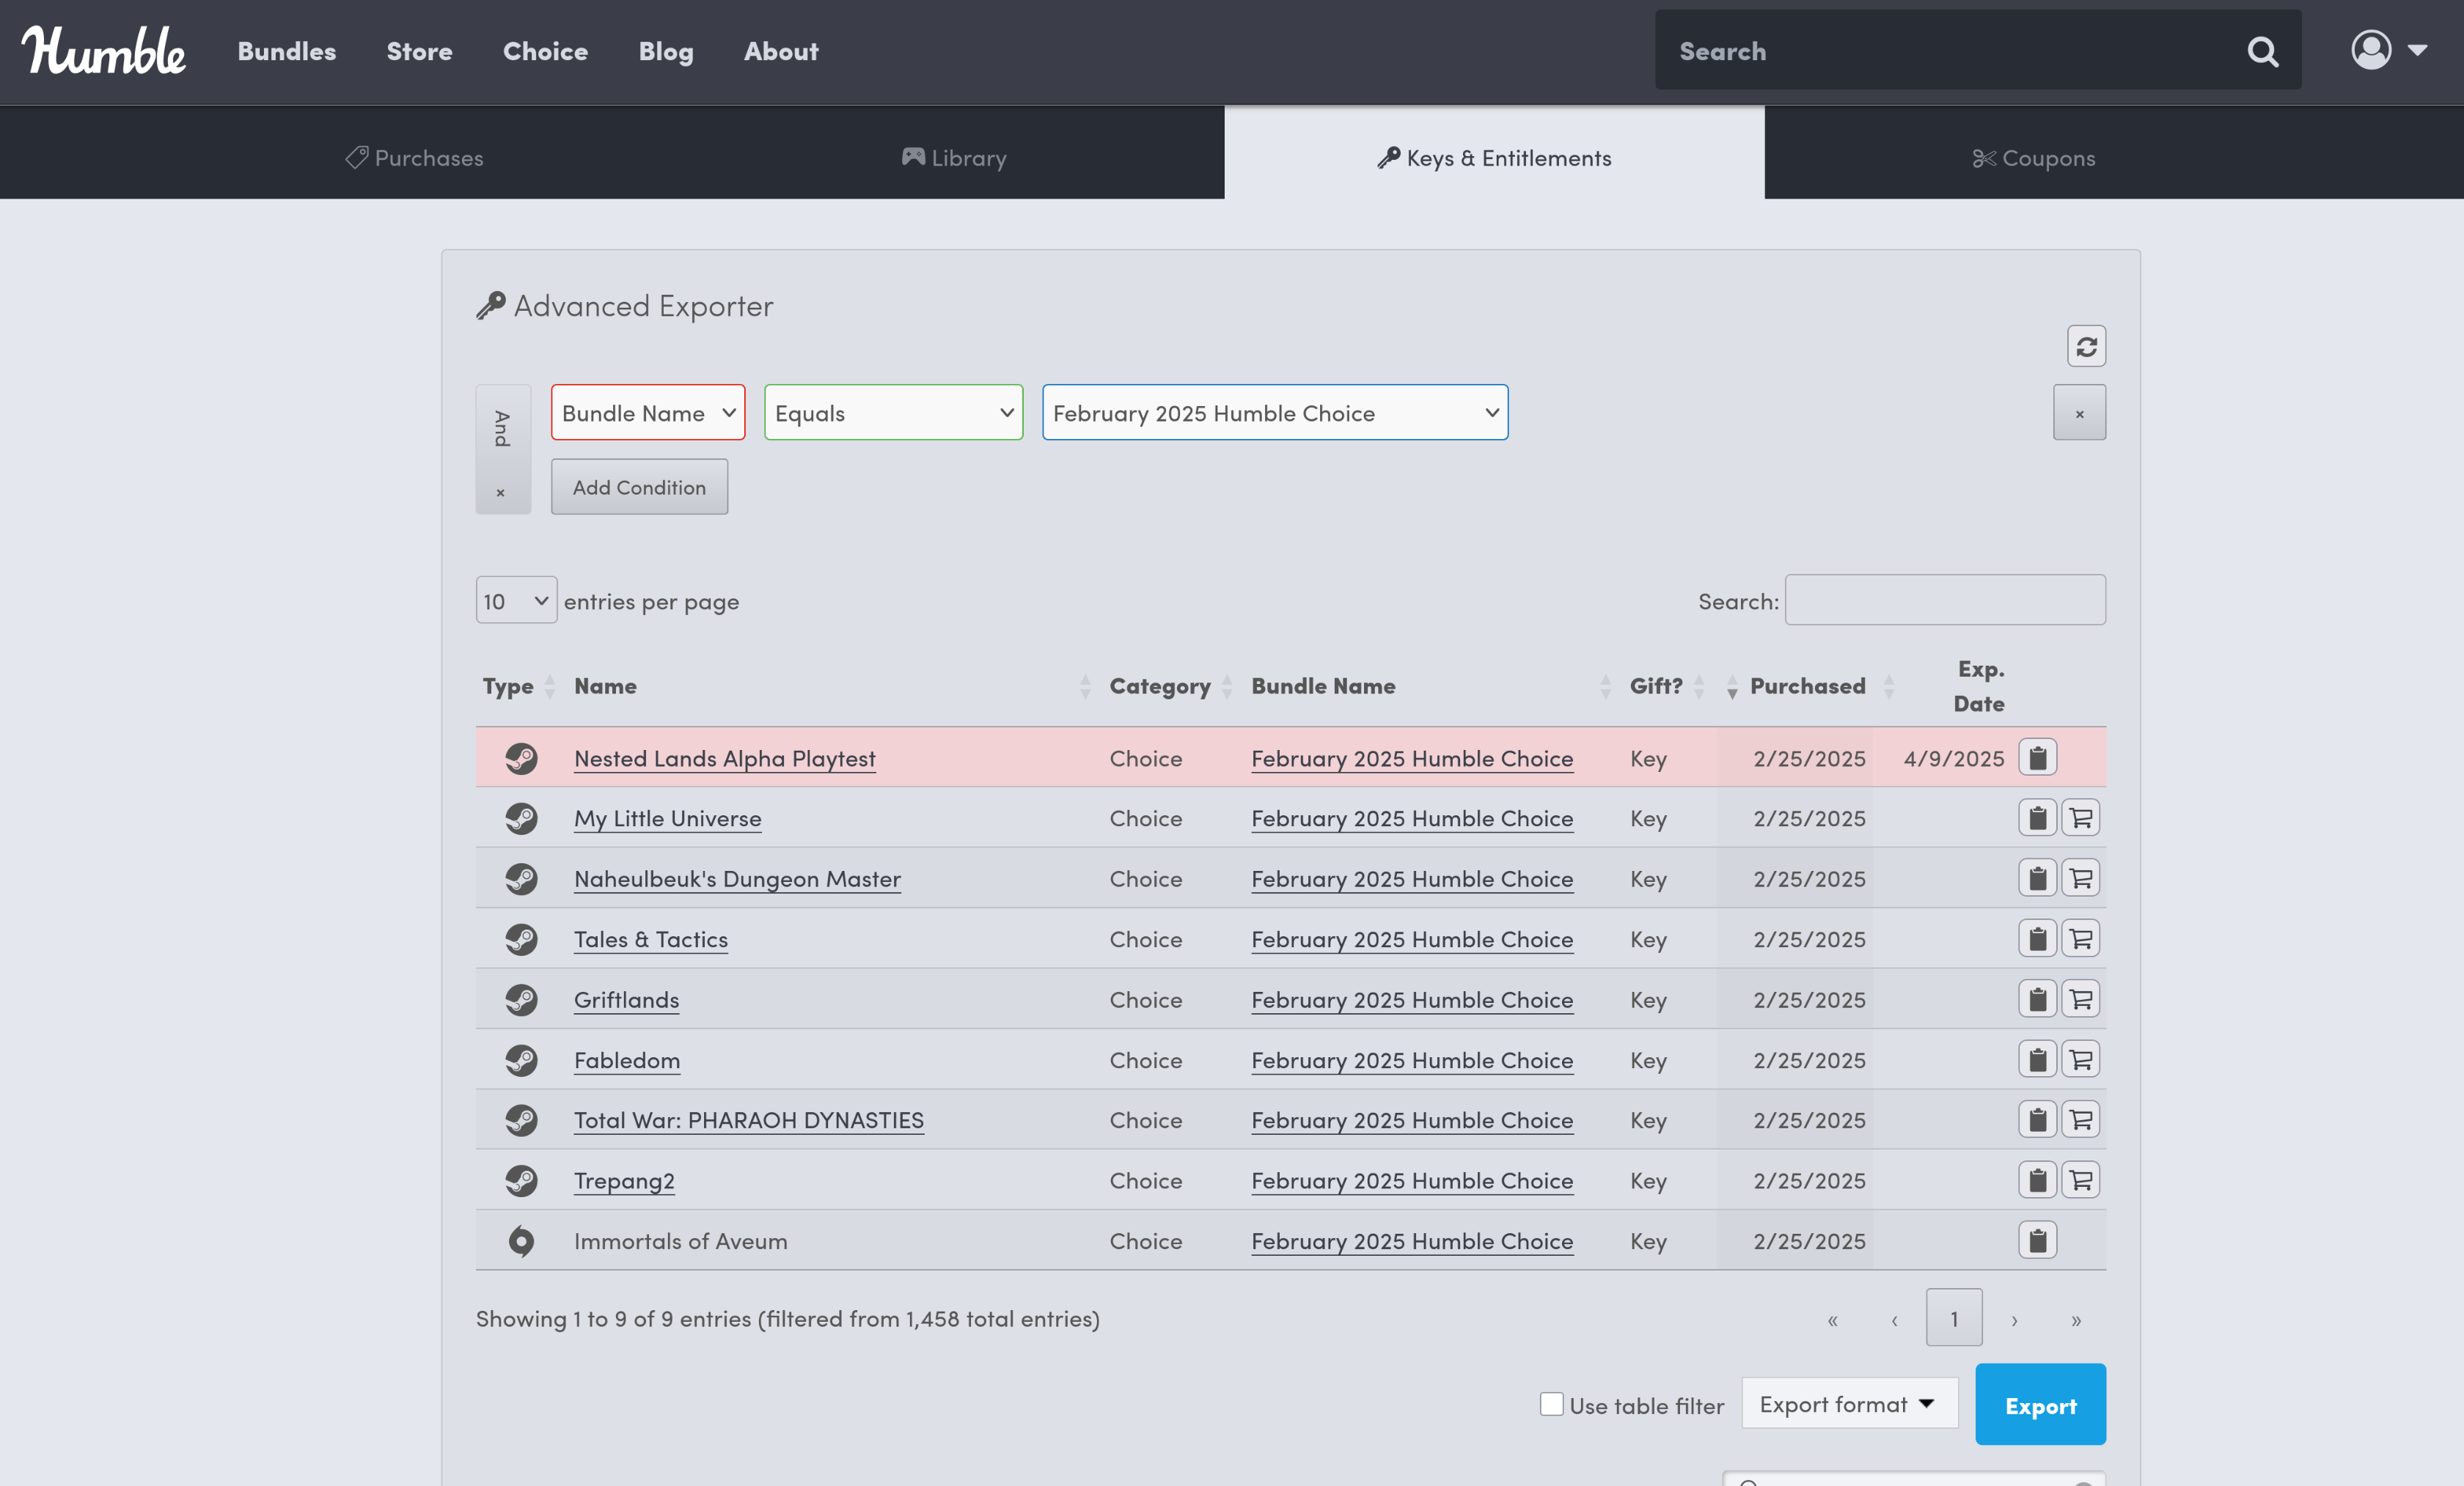 Humble Bundles Store Choice Blog About Search
Purchases Library Keys & Entitlements Coupons
Advanced Exporter
And × Bundle Name Equals February 2025 Humble Choice ×
Add Condition
10 entries per page Search:
Type Name Category Bundle Name Gift? Purchased Exp. Date
Nested Lands Alpha Playtest Choice February 2025 Humble Choice Key 2/25/2025 4/9/2025
My Little Universe Choice February 2025 Humble Choice Key 2/25/2025
Naheulbeuk's Dungeon Master Choice February 2025 Humble Choice Key 2/25/2025
Tales & Tactics Choice February 2025 Humble Choice Key 2/25/2025
Griftlands Choice February 2025 Humble Choice Key 2/25/2025
Fabledom Choice February 2025 Humble Choice Key 2/25/2025
Total War: PHARAOH DYNASTIES Choice February 2025 Humble Choice Key 2/25/2025
Trepang2 Choice February 2025 Humble Choice Key 2/25/2025
Immortals of Aveum Choice February 2025 Humble Choice Key 2/25/2025
Showing 1 to 9 of 9 entries (filtered from 1,458 total entries) « ‹ 1 › »
Use table filter Export format Export